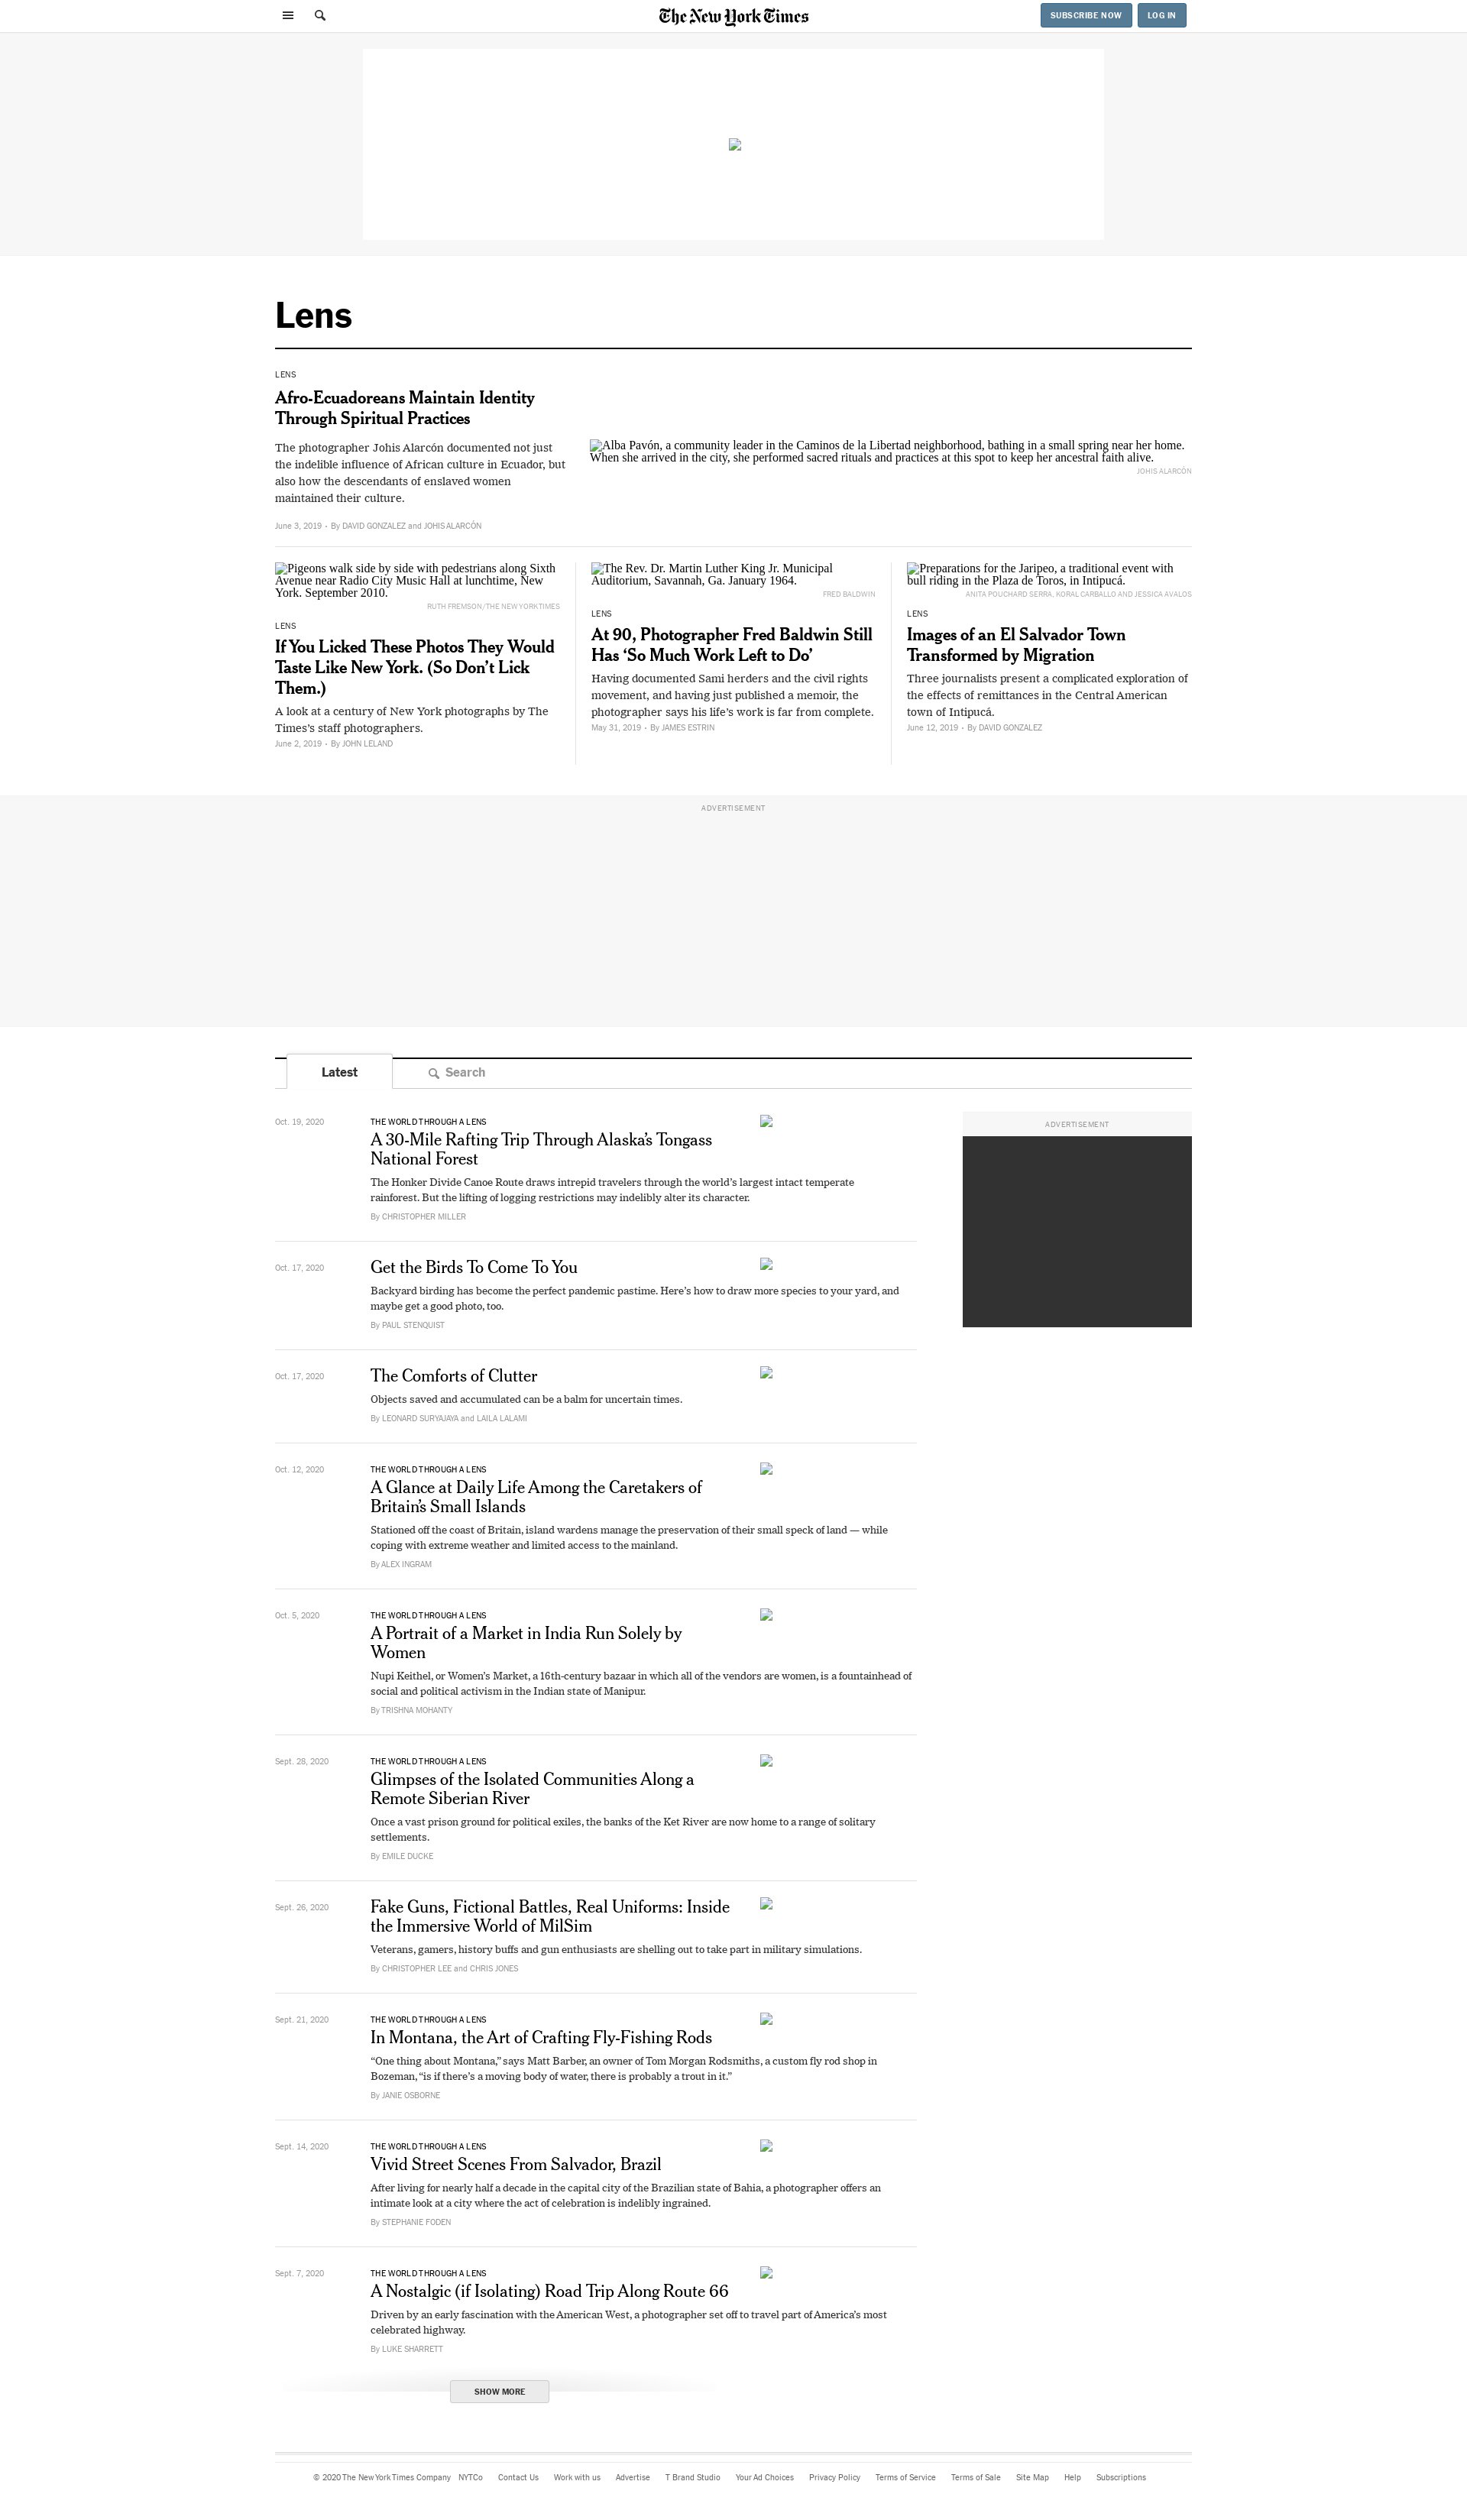 The New York Times
SUBSCRIBE NOW
LOG IN
Lens
LENS
Afro-Ecuadoreans Maintain Identity
Through Spiritual Practices
The photographer Johis Alarcón documented not just
the indelible influence of African culture in Ecuador, but
also how the descendants of enslaved women
maintained their culture.
June 3, 2019 • By DAVID GONZALEZ and JOHIS ALARCÓN
Alba Pavón, a community leader in the Caminos de la Libertad neighborhood, bathing in a small spring near her home.
When she arrived in the city, she performed sacred rituals and practices at this spot to keep her ancestral faith alive.
JOHIS ALARCÓN
Pigeons walk side by side with pedestrians along Sixth
Avenue near Radio City Music Hall at lunchtime, New
York. September 2010.
RUTH FREMSON/THE NEW YORK TIMES
LENS
If You Licked These Photos They Would
Taste Like New York. (So Don’t Lick
Them.)
A look at a century of New York photographs by The
Times’s staff photographers.
June 2, 2019 • By JOHN LELAND
The Rev. Dr. Martin Luther King Jr. Municipal
Auditorium, Savannah, Ga. January 1964.
FRED BALDWIN
LENS
At 90, Photographer Fred Baldwin Still
Has ‘So Much Work Left to Do’
Having documented Sami herders and the civil rights
movement, and having just published a memoir, the
photographer says his life’s work is far from complete.
May 31, 2019 • By JAMES ESTRIN
Preparations for the Jaripeo, a traditional event with
bull riding in the Plaza de Toros, in Intipucá.
ANITA POUCHARD SERRA, KORAL CARBALLO AND JESSICA AVALOS
LENS
Images of an El Salvador Town
Transformed by Migration
Three journalists present a complicated exploration of
the effects of remittances in the Central American
town of Intipucá.
June 12, 2019 • By DAVID GONZALEZ
ADVERTISEMENT
Latest
Search
Oct. 19, 2020
THE WORLD THROUGH A LENS
A 30-Mile Rafting Trip Through Alaska’s Tongass
National Forest
The Honker Divide Canoe Route draws intrepid travelers through the world’s largest intact temperate
rainforest. But the lifting of logging restrictions may indelibly alter its character.
By CHRISTOPHER MILLER
ADVERTISEMENT
Oct. 17, 2020
Get the Birds To Come To You
Backyard birding has become the perfect pandemic pastime. Here’s how to draw more species to your yard, and
maybe get a good photo, too.
By PAUL STENQUIST
Oct. 17, 2020
The Comforts of Clutter
Objects saved and accumulated can be a balm for uncertain times.
By LEONARD SURYAJAYA and LAILA LALAMI
Oct. 12, 2020
THE WORLD THROUGH A LENS
A Glance at Daily Life Among the Caretakers of
Britain’s Small Islands
Stationed off the coast of Britain, island wardens manage the preservation of their small speck of land — while
coping with extreme weather and limited access to the mainland.
By ALEX INGRAM
Oct. 5, 2020
THE WORLD THROUGH A LENS
A Portrait of a Market in India Run Solely by
Women
Nupi Keithel, or Women’s Market, a 16th-century bazaar in which all of the vendors are women, is a fountainhead of
social and political activism in the Indian state of Manipur.
By TRISHNA MOHANTY
Sept. 28, 2020
THE WORLD THROUGH A LENS
Glimpses of the Isolated Communities Along a
Remote Siberian River
Once a vast prison ground for political exiles, the banks of the Ket River are now home to a range of solitary
settlements.
By EMILE DUCKE
Sept. 26, 2020
Fake Guns, Fictional Battles, Real Uniforms: Inside
the Immersive World of MilSim
Veterans, gamers, history buffs and gun enthusiasts are shelling out to take part in military simulations.
By CHRISTOPHER LEE and CHRIS JONES
Sept. 21, 2020
THE WORLD THROUGH A LENS
In Montana, the Art of Crafting Fly-Fishing Rods
“One thing about Montana,” says Matt Barber, an owner of Tom Morgan Rodsmiths, a custom fly rod shop in
Bozeman, “is if there’s a moving body of water, there is probably a trout in it.”
By JANIE OSBORNE
Sept. 14, 2020
THE WORLD THROUGH A LENS
Vivid Street Scenes From Salvador, Brazil
After living for nearly half a decade in the capital city of the Brazilian state of Bahia, a photographer offers an
intimate look at a city where the act of celebration is indelibly ingrained.
By STEPHANIE FODEN
Sept. 7, 2020
THE WORLD THROUGH A LENS
A Nostalgic (if Isolating) Road Trip Along Route 66
Driven by an early fascination with the American West, a photographer set off to travel part of America’s most
celebrated highway.
By LUKE SHARRETT
SHOW MORE
© 2020 The New York Times Company NYTCo Contact Us Work with us Advertise T Brand Studio Your Ad Choices Privacy Policy Terms of Service Terms of Sale Site Map Help Subscriptions